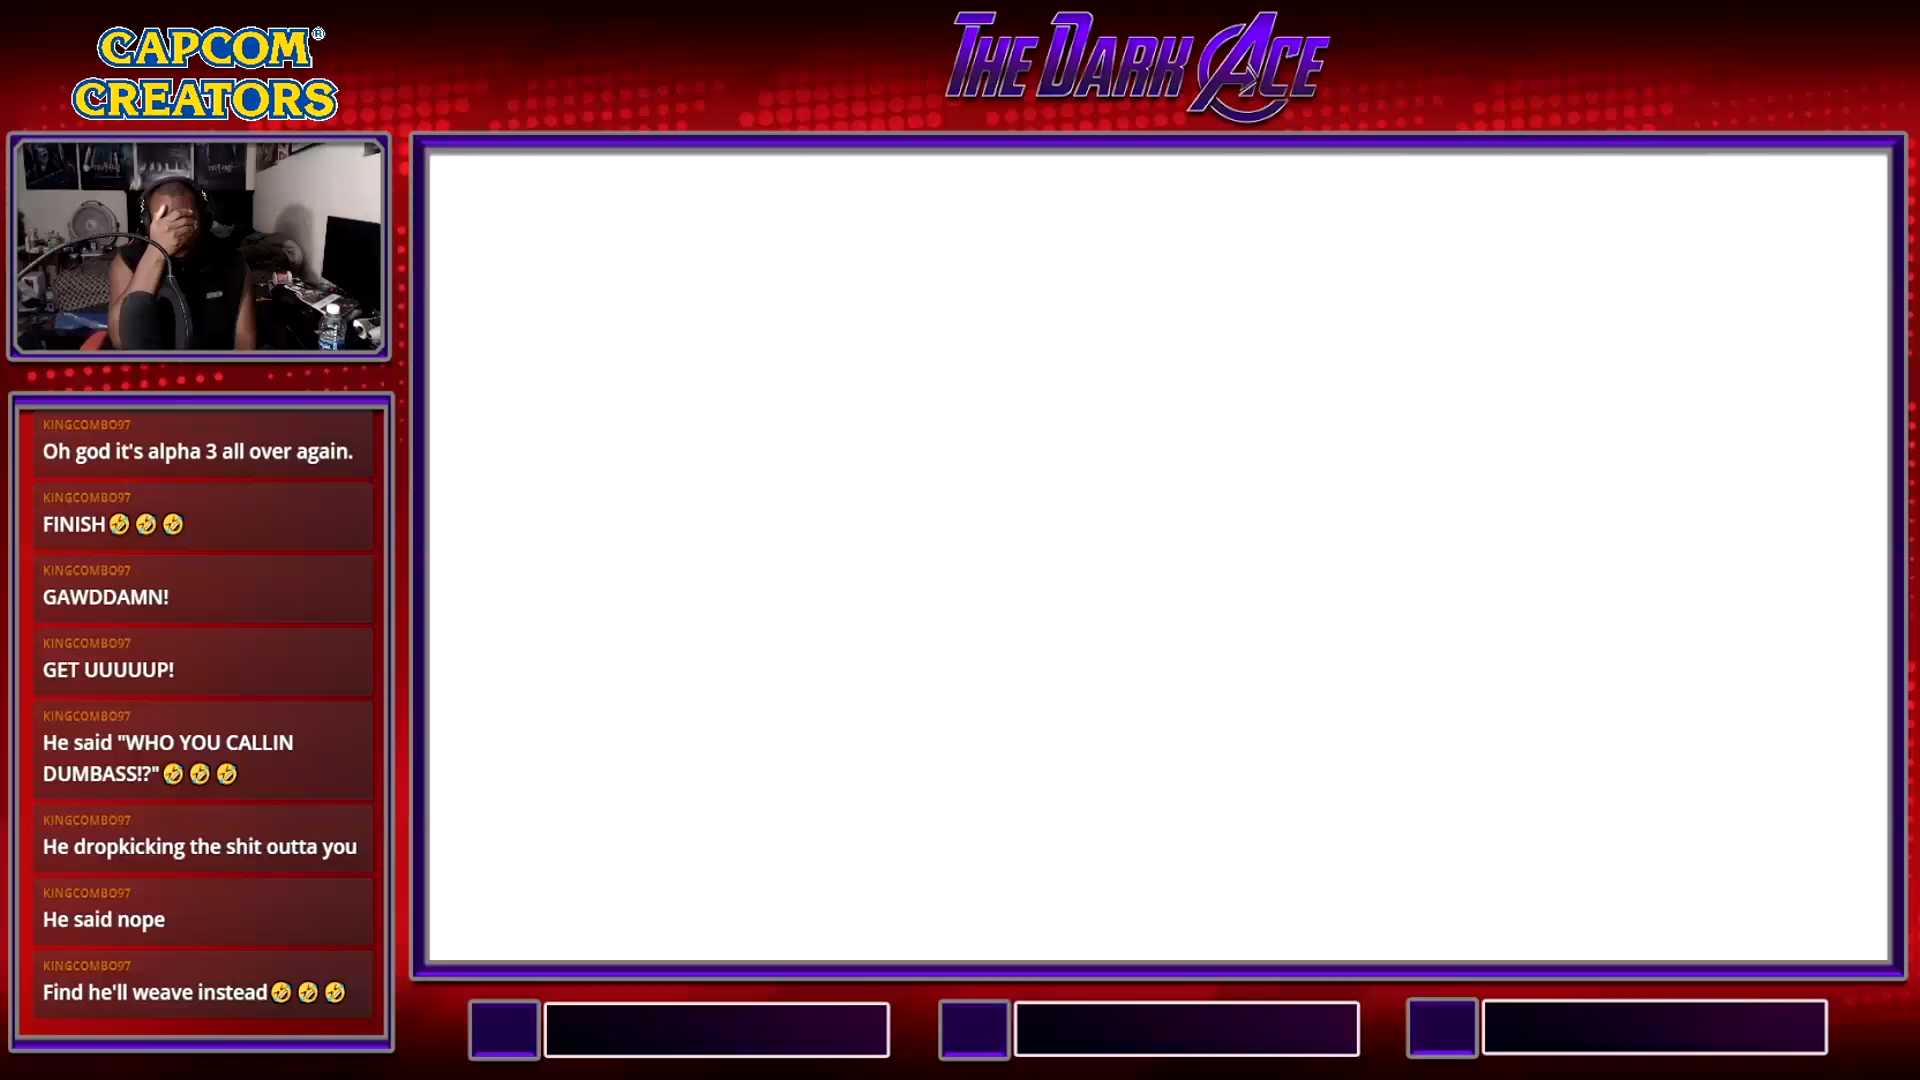 CAPCOM®
CREATORS
THE DARK ACE
KINGCOMBO97
Oh god it's alpha 3 all over again.
KINGCOMBO97
FINISH🤣🤣🤣
KINGCOMBO97
GAWDDAMN!
KINGCOMBO97
GET UUUUUP!
KINGCOMBO97
He said "WHO YOU CALLIN
DUMBASS!?"🤣🤣🤣
KINGCOMBO97
He dropkicking the shit outta you
KINGCOMBO97
He said nope
KINGCOMBO97
Find he'll weave instead🤣🤣🤣